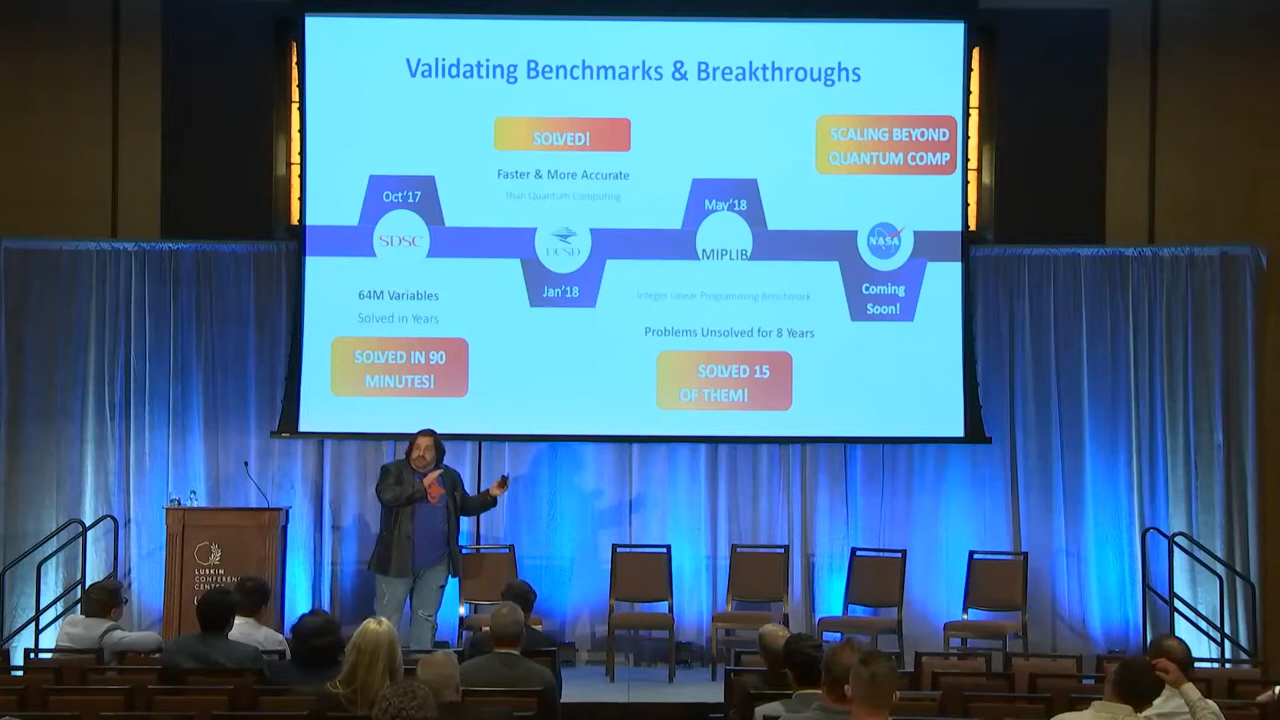 Validating Benchmarks & Breakthroughs
SOLVED!
Faster & More Accurate
than Quantum Computing
SCALING BEYOND
QUANTUM COMP
Oct'17
SDSC
UCSD
Jan'18
May'18
MIPLIB
NASA
Coming
Soon!
64M Variables
Solved in Years
SOLVED IN 90
MINUTES!
Integer Linear Programming Benchmark
Problems Unsolved for 8 Years
SOLVED 15
OF THEM!
LUSKIN
CONFERENCE
CENTER